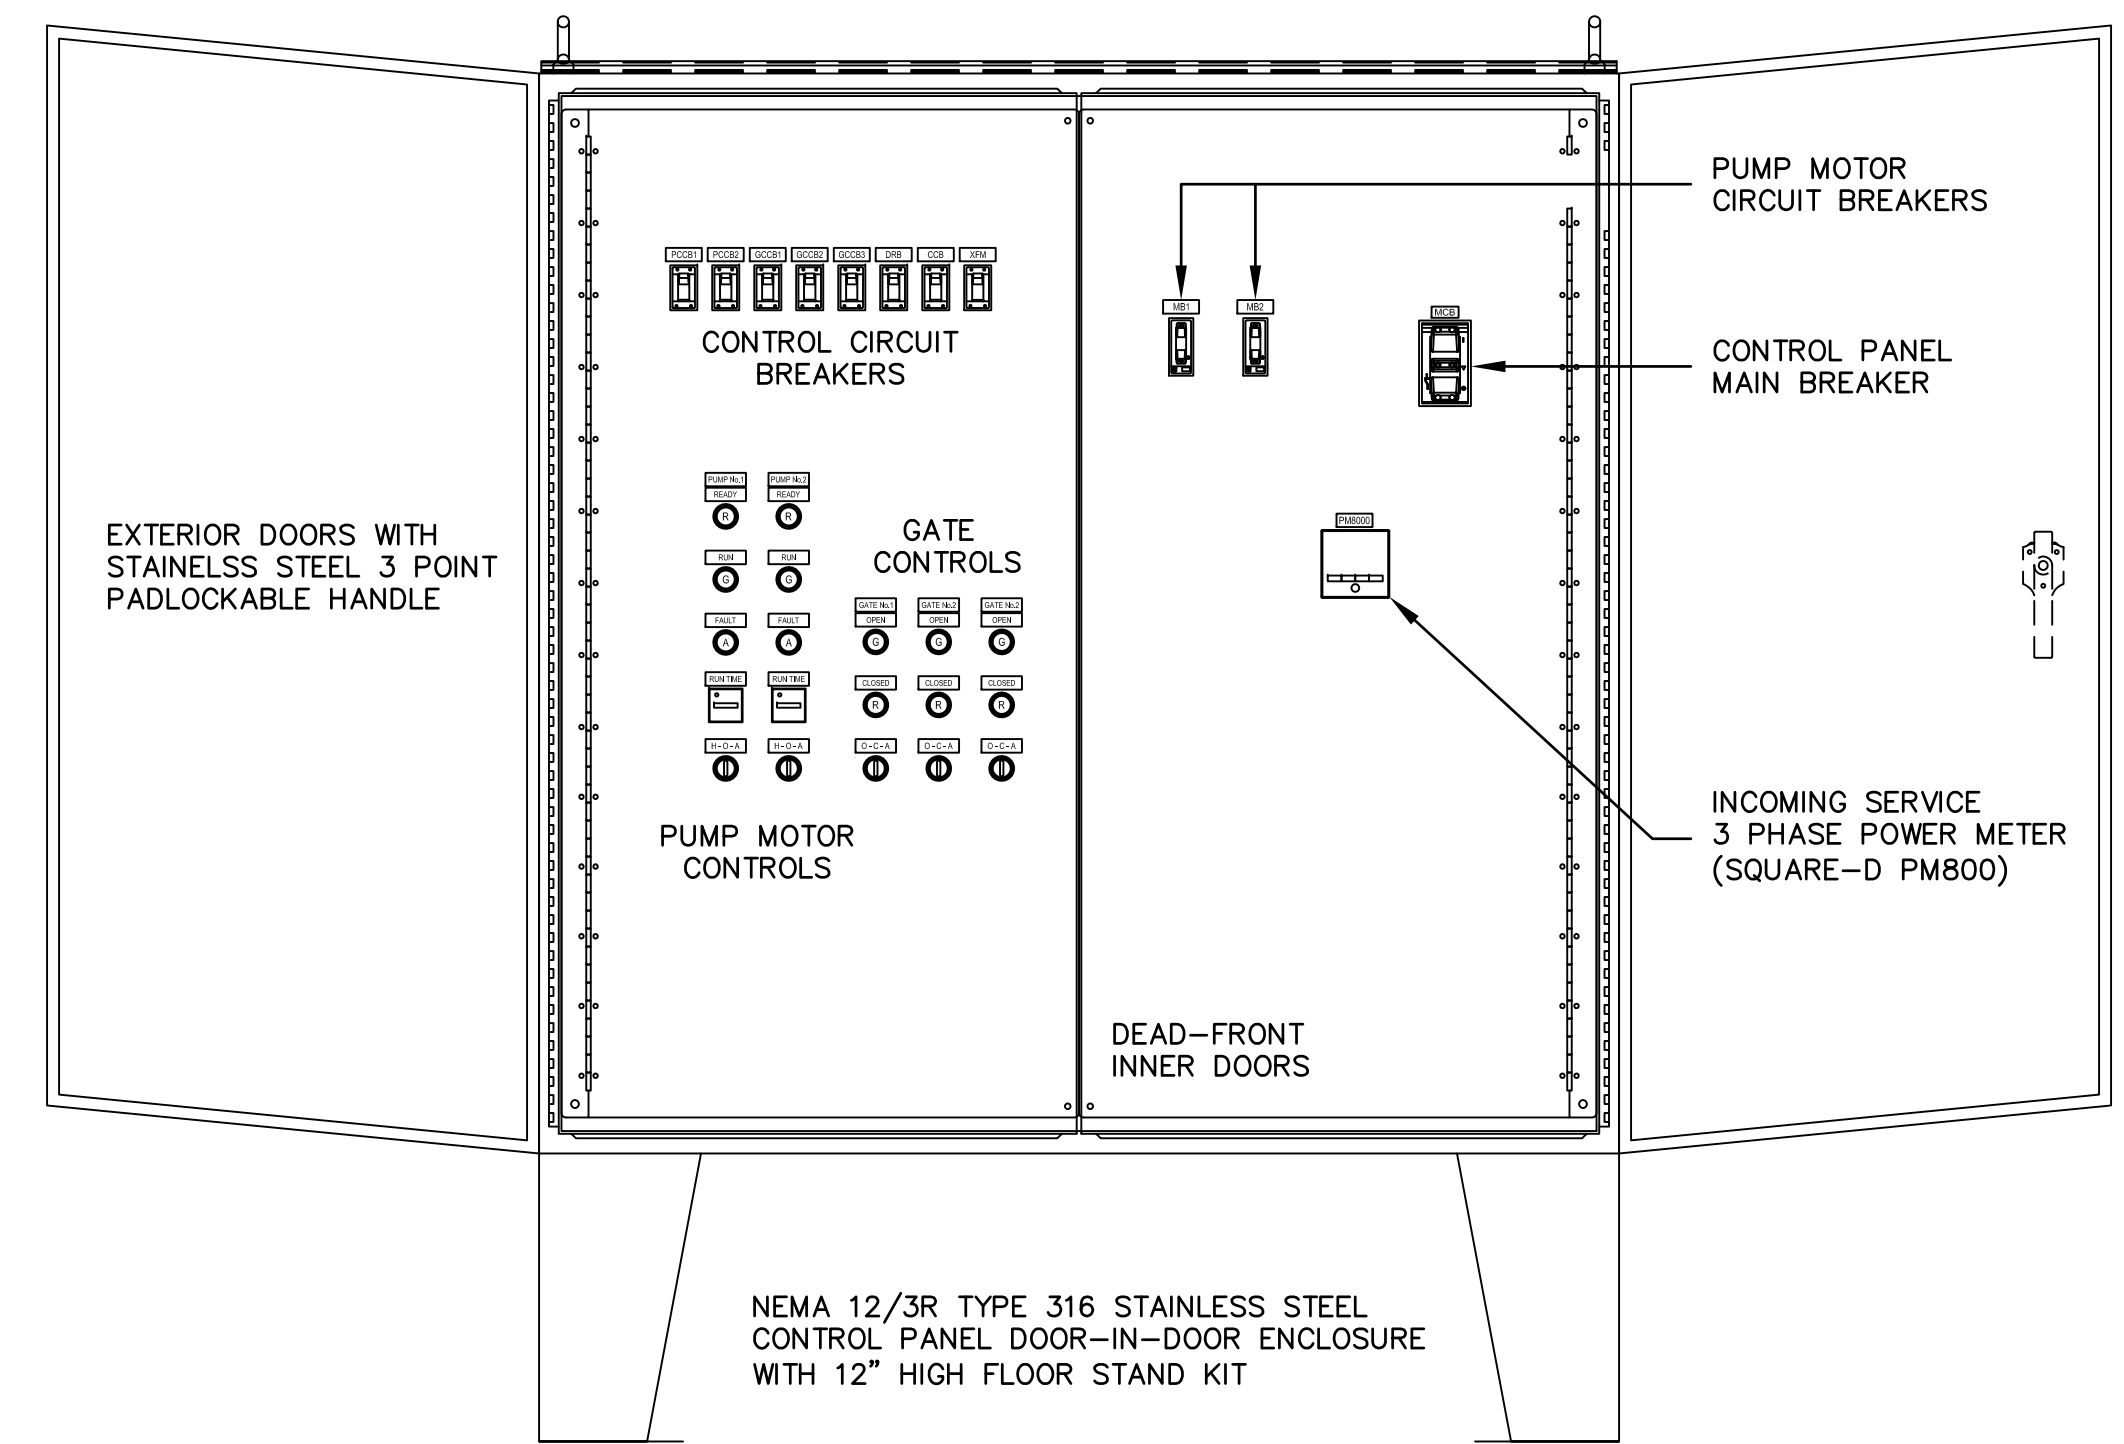 PUMP MOTOR
CIRCUIT BREAKERS
PCCB1 PCCB2 GCCB1 GCCB2 GCCB3 DRB CCB XFM
MB1 MB2
MCB
CONTROL CIRCUIT
BREAKERS
CONTROL PANEL
MAIN BREAKER
PUMP No.1 PUMP No.2
READY READY
R R
PM8000
EXTERIOR DOORS WITH
STAINELSS STEEL 3 POINT
PADLOCKABLE HANDLE
GATE
CONTROLS
RUN RUN
G G
GATE No.1 GATE No.2 GATE No.2
FAULT FAULT OPEN OPEN OPEN
A A G G G
RUN TIME RUN TIME CLOSED CLOSED CLOSED
R R R
H-O-A H-O-A O-C-A O-C-A O-C-A
PUMP MOTOR
CONTROLS
INCOMING SERVICE
3 PHASE POWER METER
(SQUARE-D PM800)
DEAD-FRONT
INNER DOORS
NEMA 12/3R TYPE 316 STAINLESS STEEL
CONTROL PANEL DOOR-IN-DOOR ENCLOSURE
WITH 12" HIGH FLOOR STAND KIT